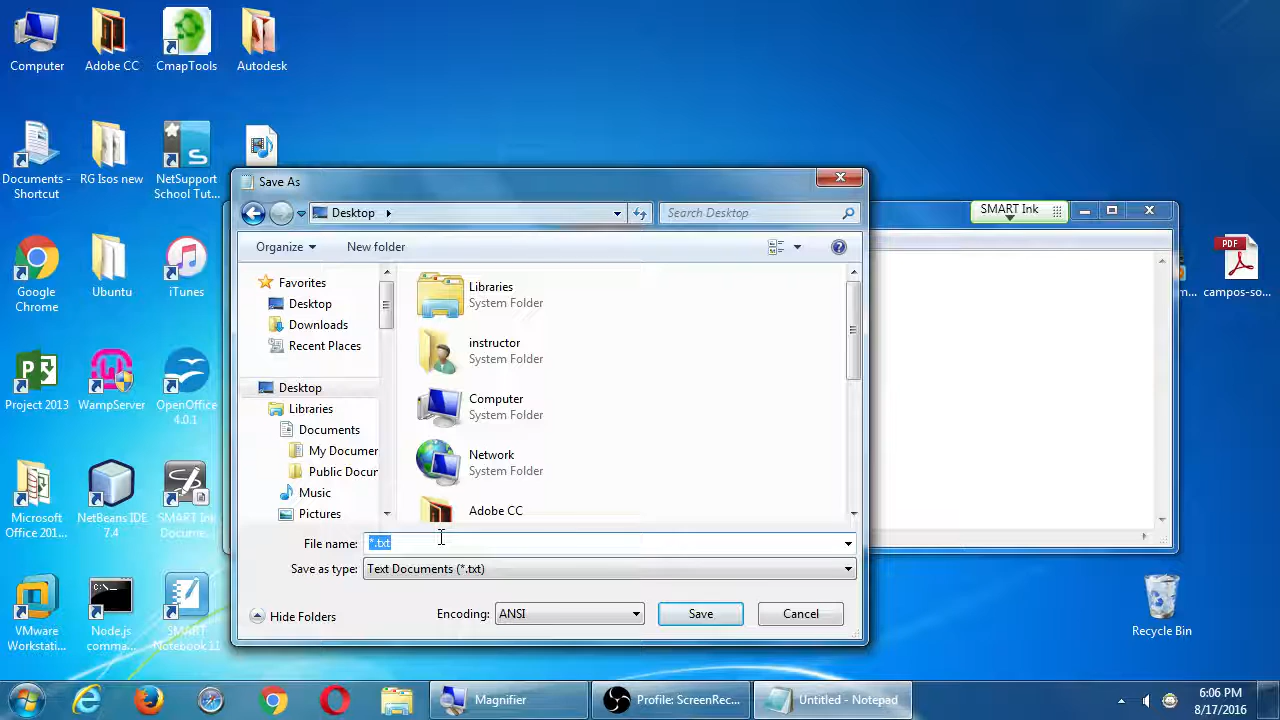 Computer
Adobe CC
CmapTools
Autodesk
Documents -
Shortcut
RG Isos new
NetSupport
School Tut...
Google
Chrome
Ubuntu
iTunes
Project 2013
WampServer
OpenOffice
4.0.1
Microsoft
Office 201...
NetBeans IDE
7.4
SMART Ink
Docume...
VMware
Workstati...
Node.js
comma...
SMART
Notebook 11
Save As
Desktop
Search Desktop
Organize
New folder
Favorites
Desktop
Downloads
Recent Places
Desktop
Libraries
Documents
My Documer
Public Docur
Music
Pictures
Libraries
System Folder
instructor
System Folder
Computer
System Folder
Network
System Folder
Adobe CC
File name:
*.txt
Save as type:
Text Documents (*.txt)
Hide Folders
Encoding:
ANSI
Save
Cancel
SMART Ink
PDF
m...
campos-so...
Recycle Bin
Magnifier
Profile: ScreenRec...
Untitled - Notepad
6:06 PM
8/17/2016